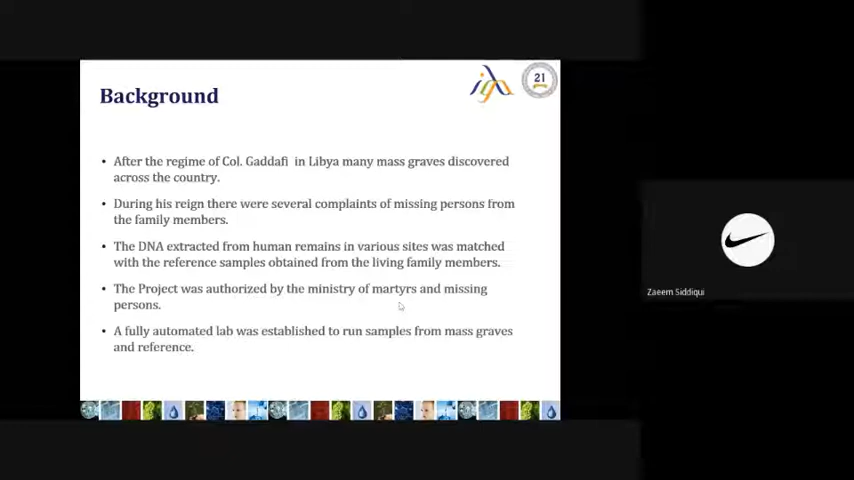 Background
21
• After the regime of Col. Gaddafi in Libya many mass graves discovered
across the country.
• During his reign there were several complaints of missing persons from
the family members.
• The DNA extracted from human remains in various sites was matched
with the reference samples obtained from the living family members.
• The Project was authorized by the ministry of martyrs and missing
persons.
• A fully automated lab was established to run samples from mass graves
and reference.
Zaeem Siddiqui